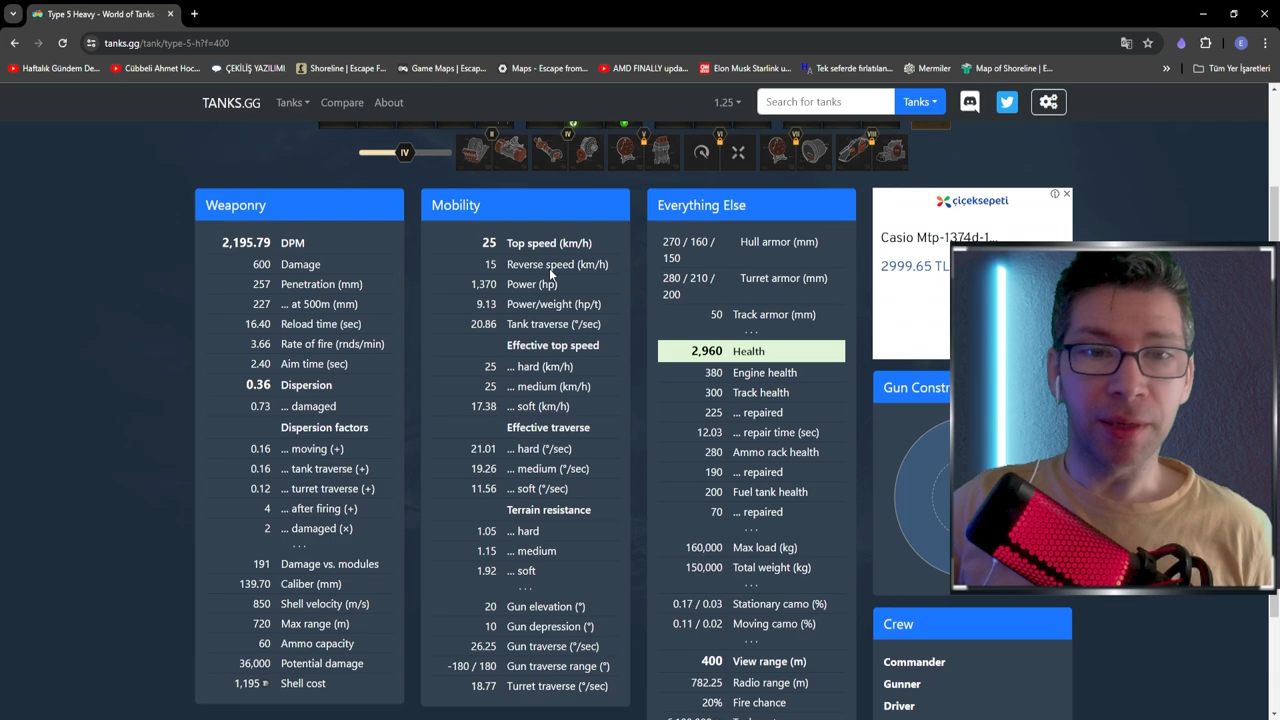 Type 5 Heavy - World of Tanks
tanks.gg/tank/type-5-h?f=400
Haftalık Gündem De...
Cübbeli Ahmet Hoc...
ÇEKİLİŞ YAZILIMI
Shoreline | Escape F...
Game Maps | Escap...
Maps - Escape from...
AMD FINALLY upda...
Elon Musk Starlink u...
Tek seferde fırlatılan...
Mermiler
Map of Shoreline | E...
Tüm Yer İşaretleri
TANKS.GG
Tanks
Compare
About
1.25
Search for tanks
Tanks
II
IV
V
VI
VII
VIII
IV
Weaponry
2,195.79 DPM
600 Damage
257 Penetration (mm)
227 ... at 500m (mm)
16.40 Reload time (sec)
3.66 Rate of fire (rnds/min)
2.40 Aim time (sec)
0.36 Dispersion
0.73 ... damaged
Dispersion factors
0.16 ... moving (+)
0.16 ... tank traverse (+)
0.12 ... turret traverse (+)
4 ... after firing (+)
2 ... damaged (×)
...
191 Damage vs. modules
139.70 Caliber (mm)
850 Shell velocity (m/s)
720 Max range (m)
60 Ammo capacity
36,000 Potential damage
1,195 Shell cost
Mobility
25 Top speed (km/h)
15 Reverse speed (km/h)
1,370 Power (hp)
9.13 Power/weight (hp/t)
20.86 Tank traverse (°/sec)
Effective top speed
25 ... hard (km/h)
25 ... medium (km/h)
17.38 ... soft (km/h)
Effective traverse
21.01 ... hard (°/sec)
19.26 ... medium (°/sec)
11.56 ... soft (°/sec)
Terrain resistance
1.05 ... hard
1.15 ... medium
1.92 ... soft
...
20 Gun elevation (°)
10 Gun depression (°)
26.25 Gun traverse (°/sec)
-180 / 180 Gun traverse range (°)
18.77 Turret traverse (°/sec)
Everything Else
270 / 160 / Hull armor (mm)
150
280 / 210 / Turret armor (mm)
200
50 Track armor (mm)
...
2,960 Health
380 Engine health
300 Track health
225 ... repaired
12.03 ... repair time (sec)
280 Ammo rack health
190 ... repaired
200 Fuel tank health
70 ... repaired
...
160,000 Max load (kg)
150,000 Total weight (kg)
...
0.17 / 0.03 Stationary camo (%)
0.11 / 0.02 Moving camo (%)
...
400 View range (m)
782.25 Radio range (m)
20% Fire chance
çiçeksepeti
Casio Mtp-1374d-1...
2999.65 TL
Gun Constr
Crew
Commander
Gunner
Driver